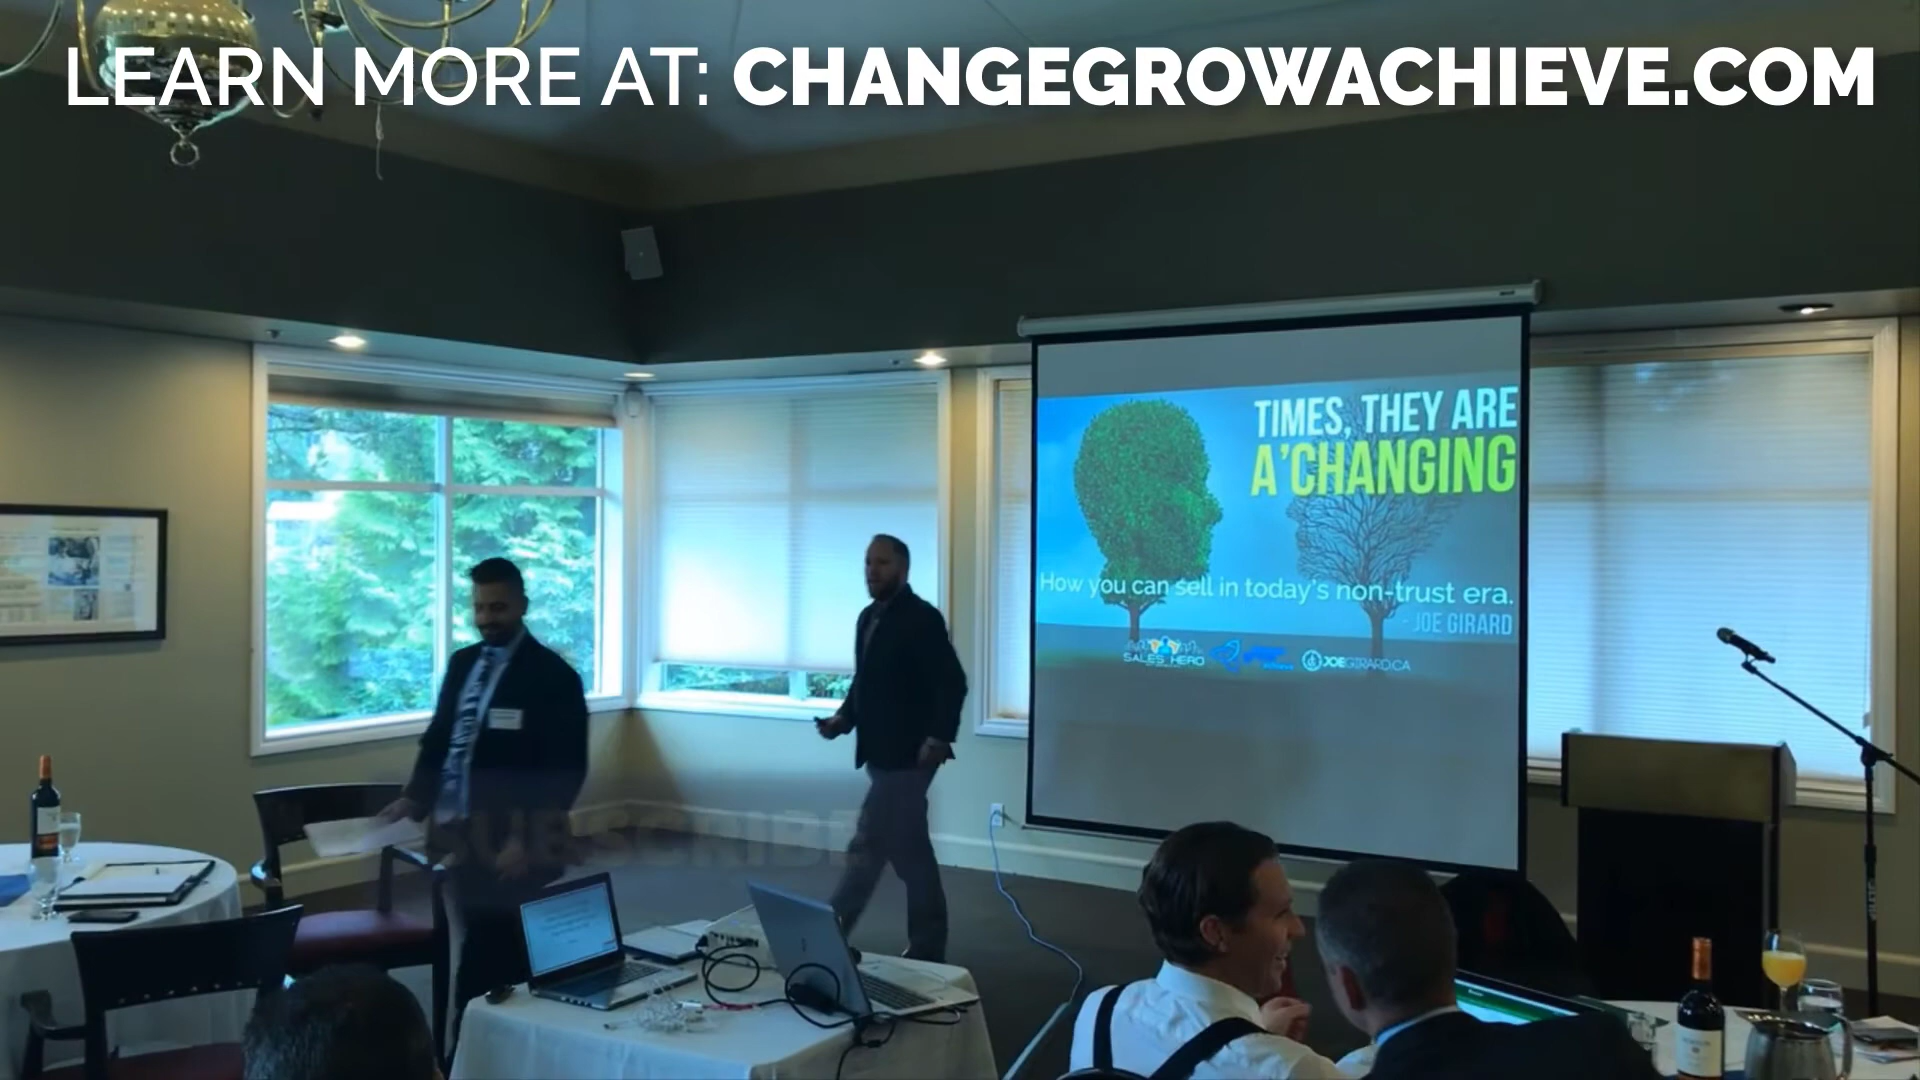 LEARN MORE AT: CHANGEGROWACHIEVE.COM
TIMES, THEY ARE
A'CHANGING
How you can sell in today's non-trust era.
- JOE GIRARD
SALES HERO
JOEGIRARD.CA
SUBSCRIBE